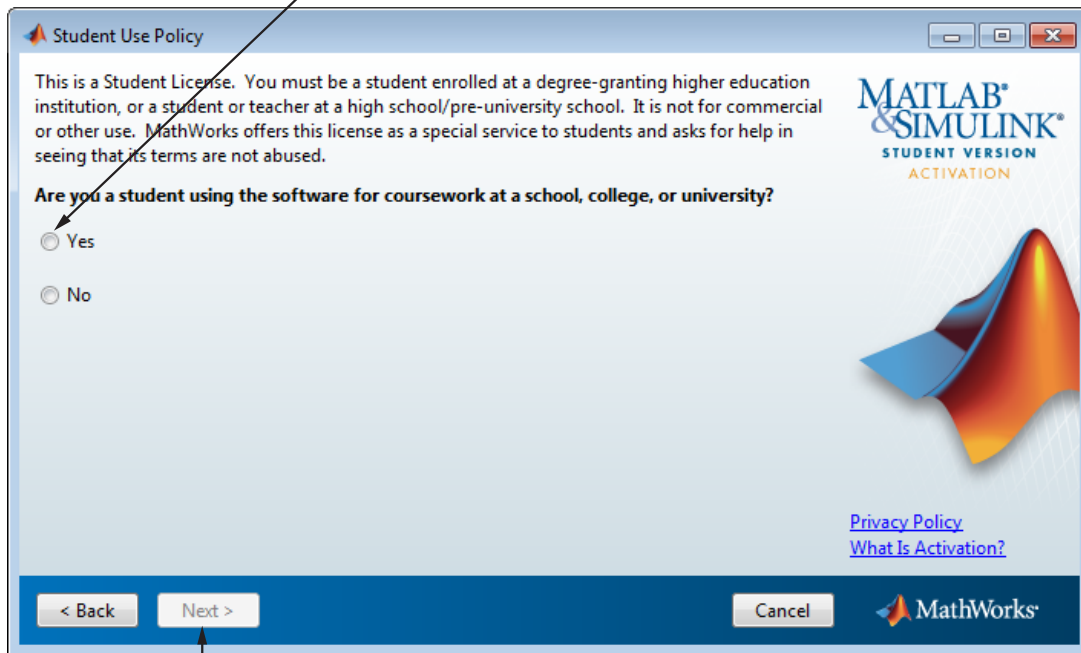 Student Use Policy
This is a Student License. You must be a student enrolled at a degree-granting higher education
institution, or a student or teacher at a high school/pre-university school. It is not for commercial
or other use. MathWorks offers this license as a special service to students and asks for help in
seeing that its terms are not abused.
Are you a student using the software for coursework at a school, college, or university?
Yes
No
MATLAB®
&SIMULINK®
STUDENT VERSION
ACTIVATION
Privacy Policy
What Is Activation?
< Back
Next >
Cancel
MathWorks®